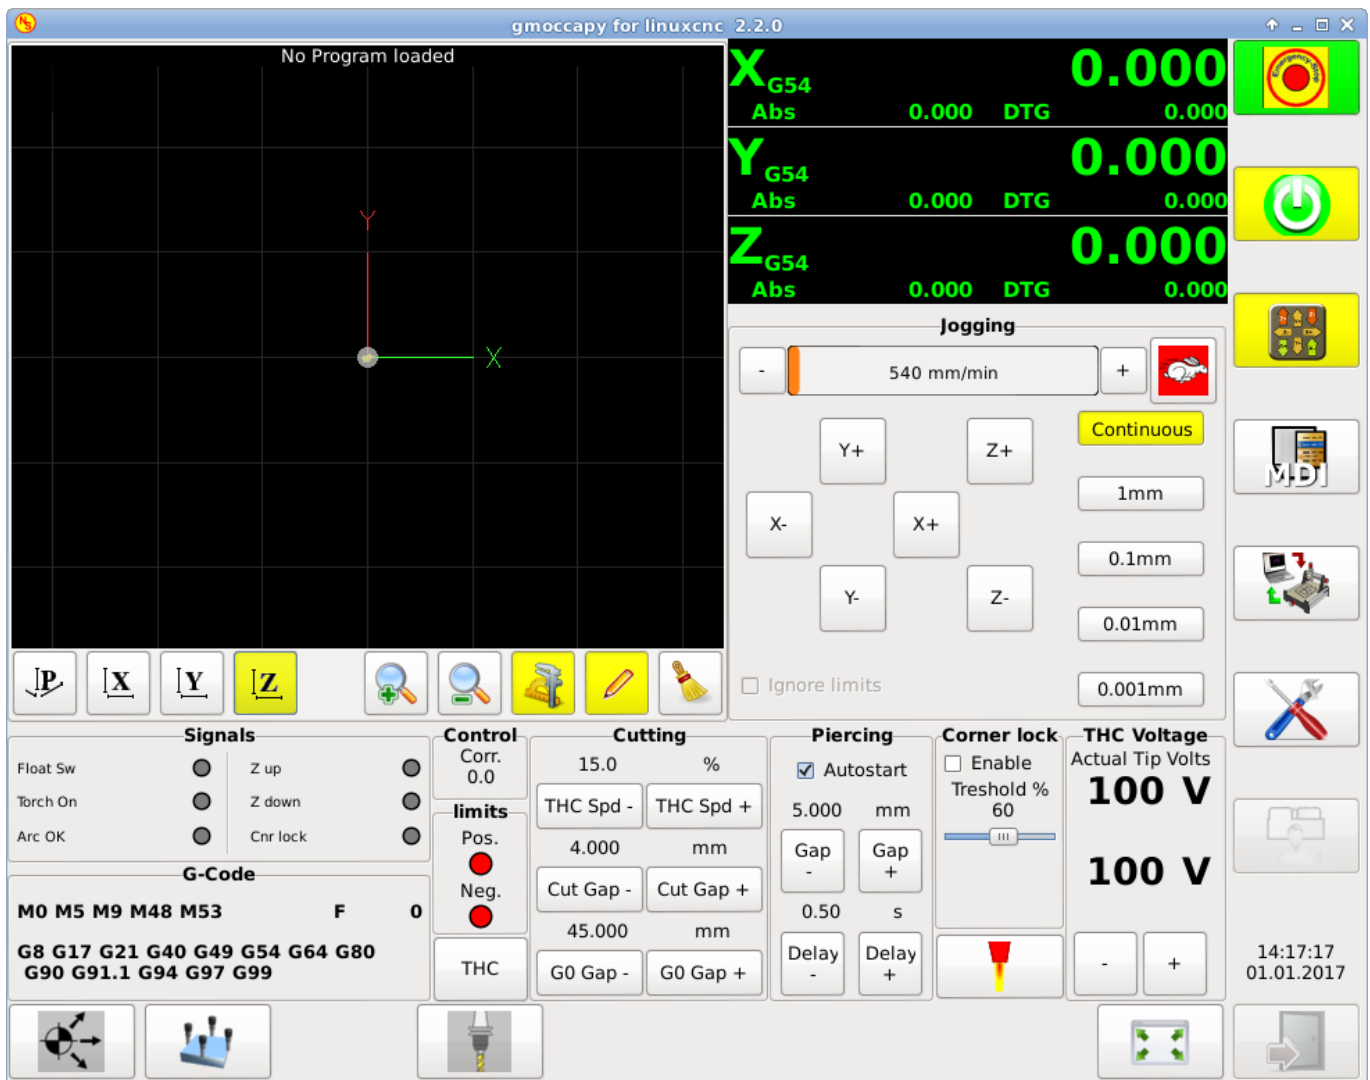 gmoccapy for linuxcnc 2.2.0
No Program loaded
Y
X
X G54 0.000
Abs 0.000 DTG 0.000
Y G54 0.000
Abs 0.000 DTG 0.000
Z G54 0.000
Abs 0.000 DTG 0.000
Emergency-Stop
Jogging
- 540 mm/min +
Continuous
Y+ Z+
1mm
X- X+
0.1mm
Y- Z-
0.01mm
Ignore limits
0.001mm
MDI
P X Y Z
Signals
Float Sw Z up
Torch On Z down
Arc OK Cnr lock
G-Code
M0 M5 M9 M48 M53 F 0
G8 G17 G21 G40 G49 G54 G64 G80
G90 G91.1 G94 G97 G99
Control
Corr.
0.0
limits
Pos.
Neg.
THC
Cutting
15.0 %
THC Spd - THC Spd +
4.000 mm
Cut Gap - Cut Gap +
45.000 mm
G0 Gap - G0 Gap +
Piercing
Autostart
5.000 mm
Gap - Gap +
0.50 s
Delay - Delay +
Corner lock
Enable
Treshold %
60
THC Voltage
Actual Tip Volts
100 V
100 V
- +
14:17:17
01.01.2017